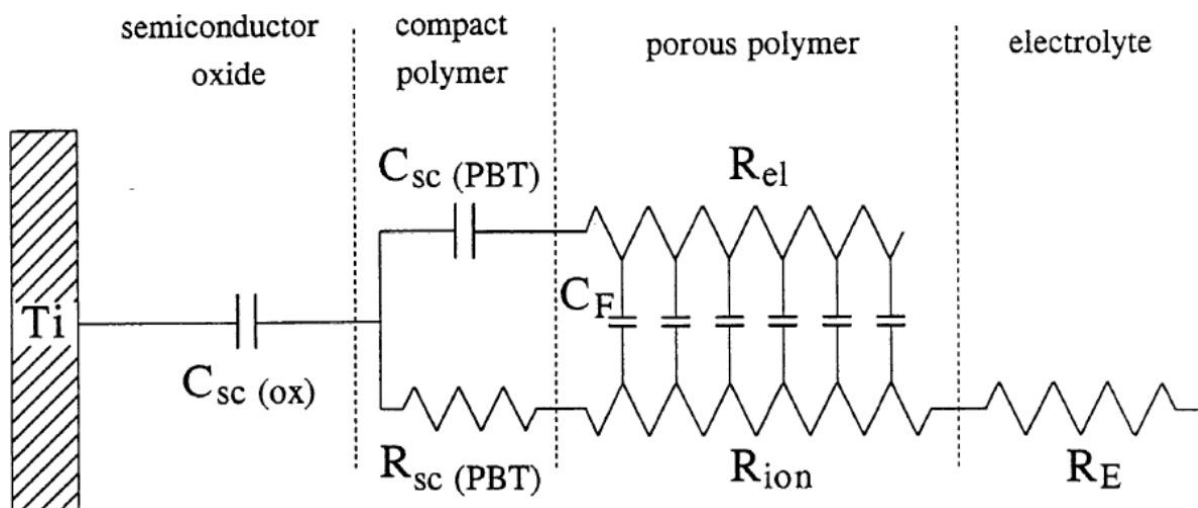 semiconductor
oxide
compact
polymer
porous polymer
electrolyte
C_sc (PBT)
R_el
Ti
C_F
C_sc (ox)
R_sc (PBT)
R_ion
R_E